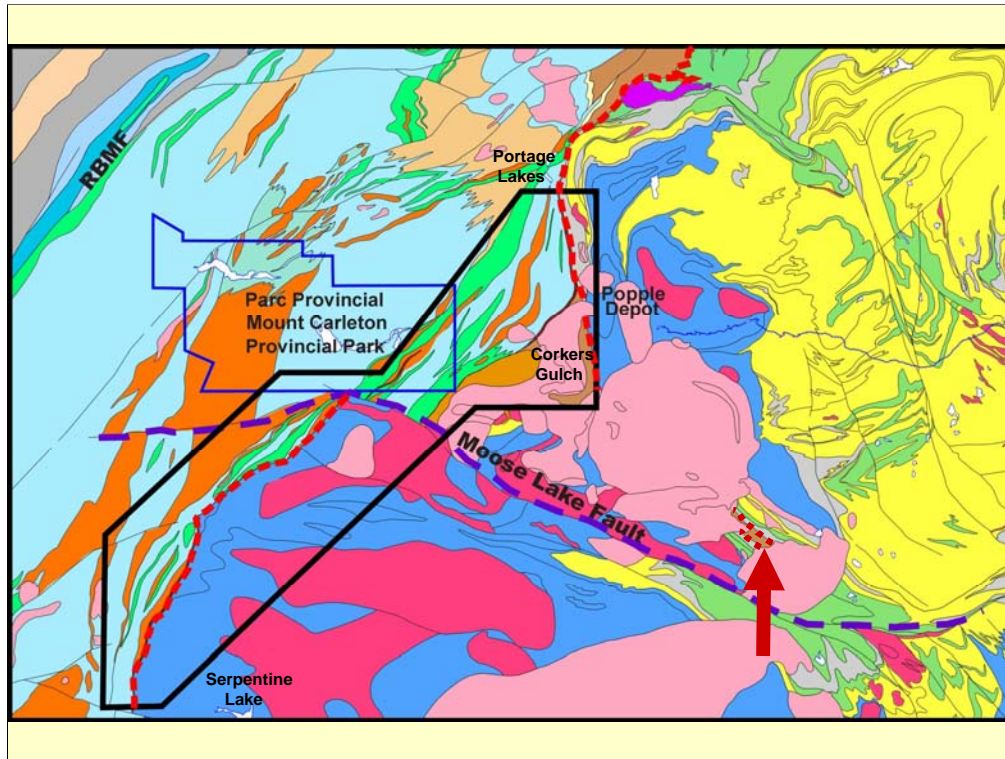 RBMF
Portage
Lakes
Parc Provincial
Mount Carleton
Provincial Park
Popple
Depot
Corkers
Gulch
Moose Lake Fault
Serpentine
Lake